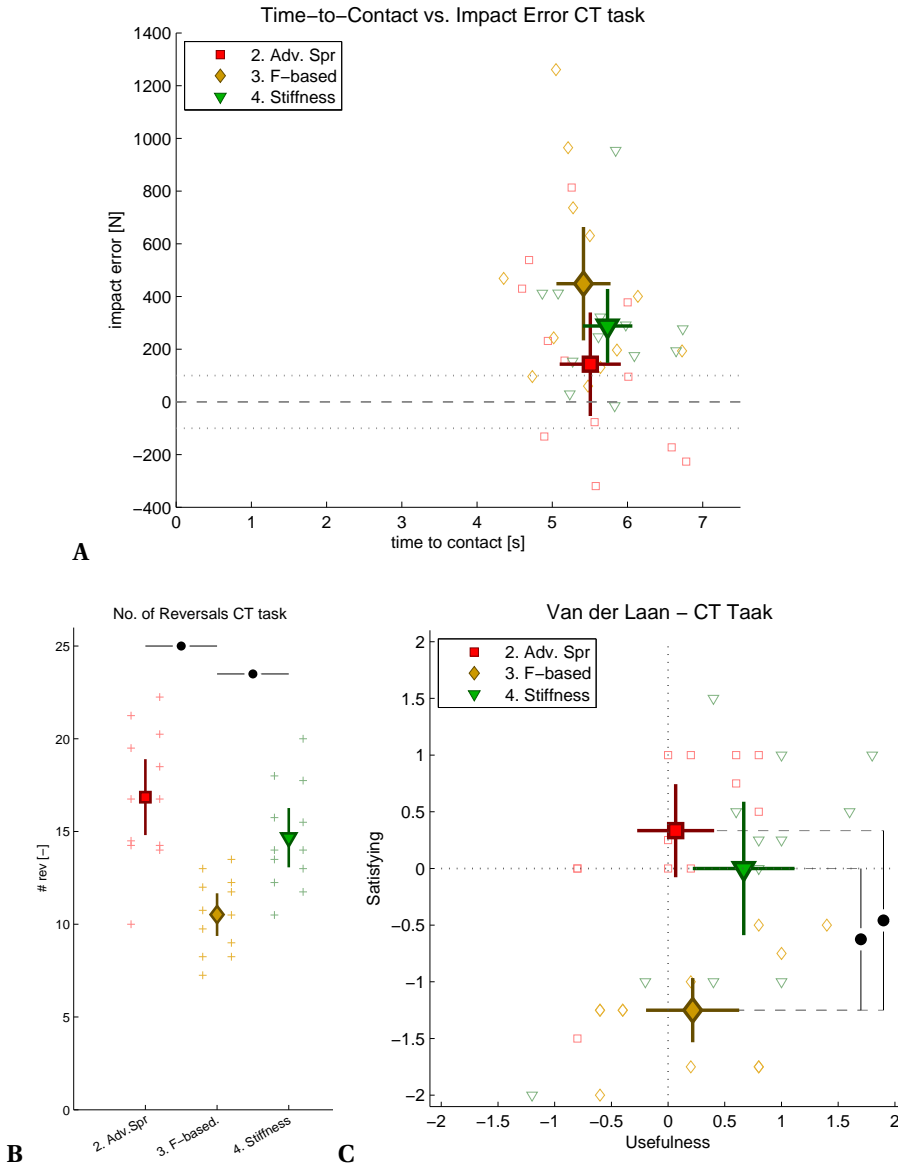 Time−to−Contact vs. Impact Error CT task
1400
1200
1000
800
600
400
200
0
−200
−400
impact error [N]
2. Adv. Spr
3. F−based
4. Stiffness
0 1 2 3 4 5 6 7
time to contact [s]
A
No. of Reversals CT task
25
20
15
10
5
0
# rev [−]
2. Adv.Spr
3. F−based.
4. Stiffness
B
Van der Laan − CT Taak
2
1.5
1
0.5
0
−0.5
−1
−1.5
−2
Satisfying
2. Adv. Spr
3. F−based
4. Stiffness
−2 −1.5 −1 −0.5 0 0.5 1 1.5 2
Usefulness
C